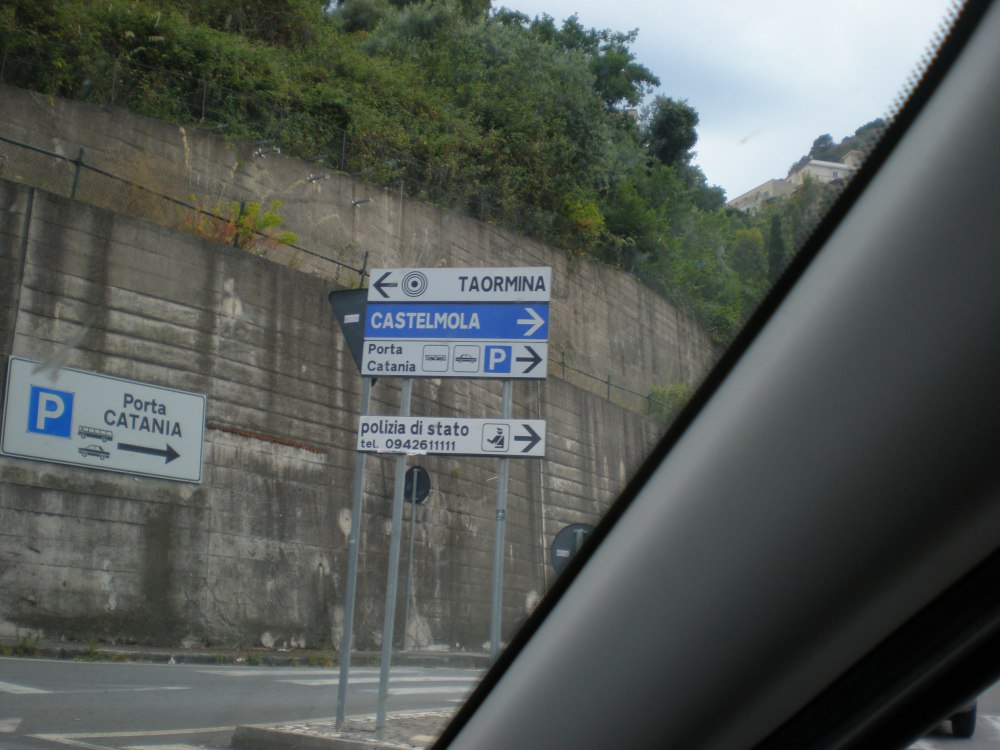 TAORMINA
CASTELMOLA
Porta
Catania
P
polizia di stato
tel. 0942611111
P
Porta
CATANIA